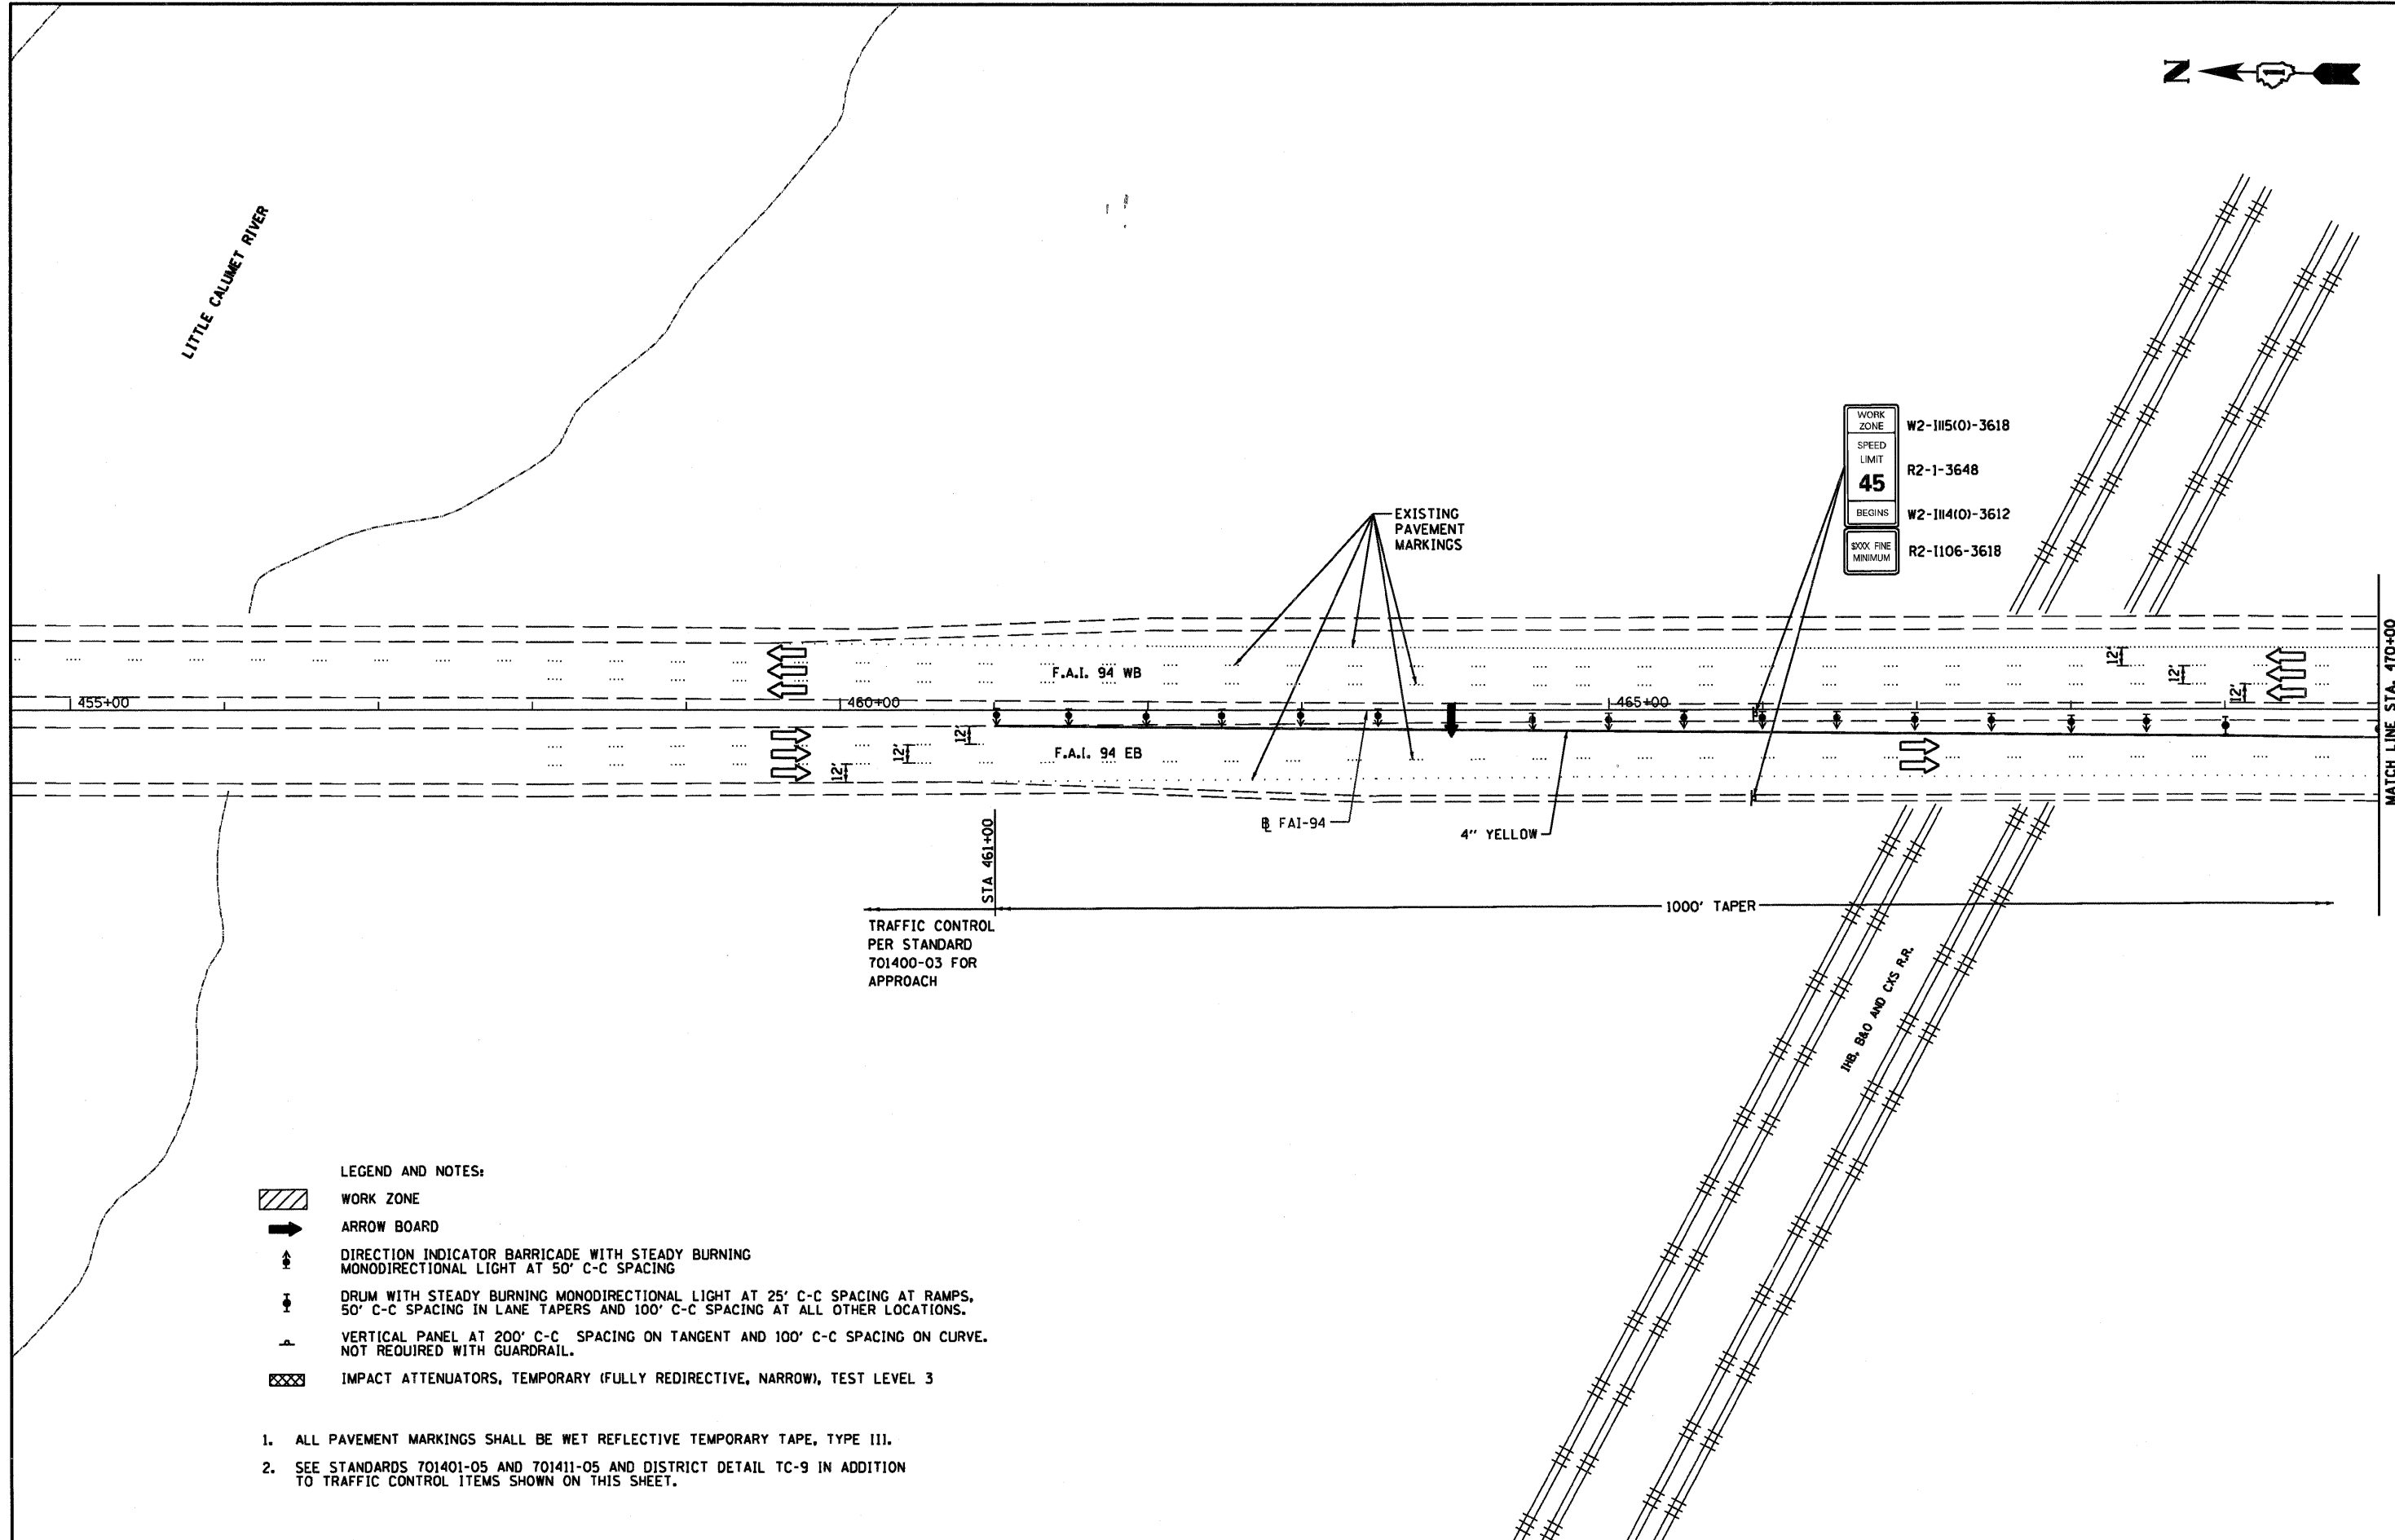 N
I
LITTLE CALUMET RIVER
WORK
ZONE
W2-I115(O)-3618
SPEED
LIMIT
45
R2-1-3648
BEGINS
W2-I114(O)-3612
$XXX FINE
MINIMUM
R2-I106-3618
EXISTING
PAVEMENT
MARKINGS
F.A.I. 94 WB
12'
12'
12'
455+00
460+00
465+00
MATCH LINE STA. 470+00
12'
12'
12'
F.A.I. 94 EB
℄ FAI-94
4" YELLOW
STA 461+00
1000' TAPER
TRAFFIC CONTROL
PER STANDARD
701400-03 FOR
APPROACH
IHB, B&O AND CXS R.R.
LEGEND AND NOTES:
WORK ZONE
ARROW BOARD
DIRECTION INDICATOR BARRICADE WITH STEADY BURNING
MONODIRECTIONAL LIGHT AT 50' C-C SPACING
DRUM WITH STEADY BURNING MONODIRECTIONAL LIGHT AT 25' C-C SPACING AT RAMPS,
50' C-C SPACING IN LANE TAPERS AND 100' C-C SPACING AT ALL OTHER LOCATIONS.
VERTICAL PANEL AT 200' C-C SPACING ON TANGENT AND 100' C-C SPACING ON CURVE.
NOT REQUIRED WITH GUARDRAIL.
IMPACT ATTENUATORS, TEMPORARY (FULLY REDIRECTIVE, NARROW), TEST LEVEL 3
1. ALL PAVEMENT MARKINGS SHALL BE WET REFLECTIVE TEMPORARY TAPE, TYPE III.
2. SEE STANDARDS 701401-05 AND 701411-05 AND DISTRICT DETAIL TC-9 IN ADDITION
TO TRAFFIC CONTROL ITEMS SHOWN ON THIS SHEET.